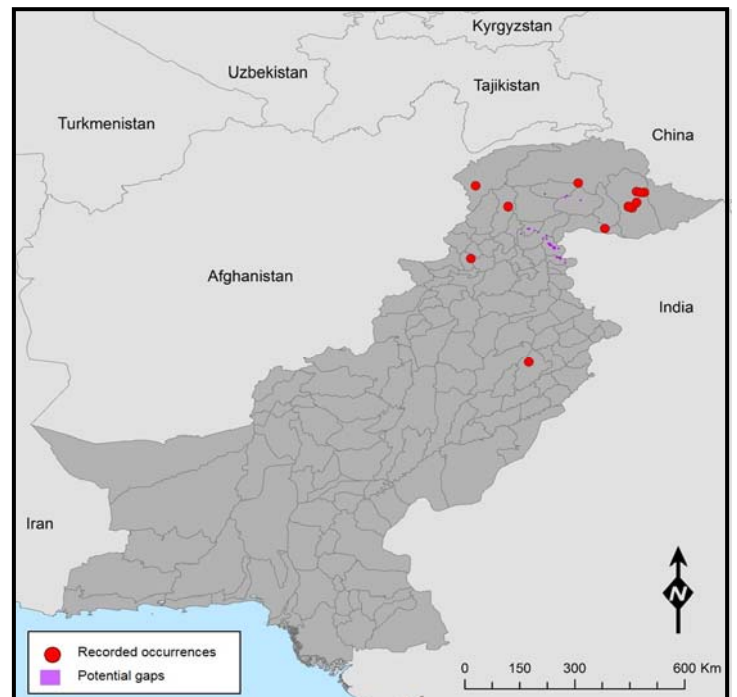 Kyrgyzstan
Uzbekistan
Tajikistan
Turkmenistan
China
Afghanistan
India
Iran
N
Recorded occurrences
Potential gaps
0 150 300 600 Km